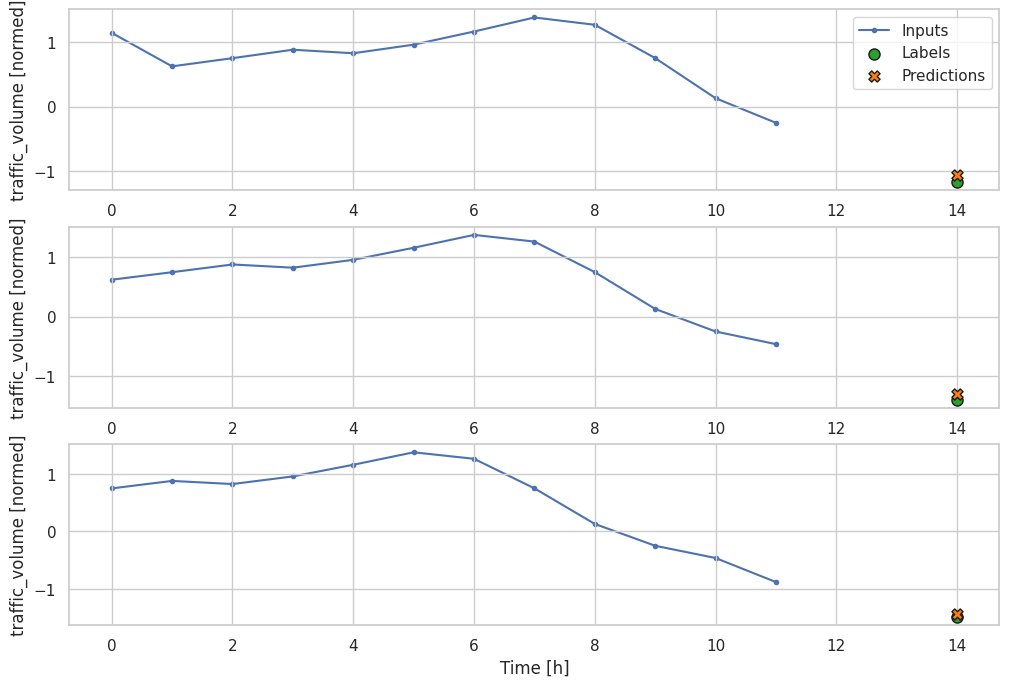 traffic_volume [normed]
1
0
−1
Inputs
Labels
Predictions
0 2 4 6 8 10 12 14
traffic_volume [normed]
1
0
−1
0 2 4 6 8 10 12 14
traffic_volume [normed]
1
0
−1
0 2 4 6 8 10 12 14
Time [h]